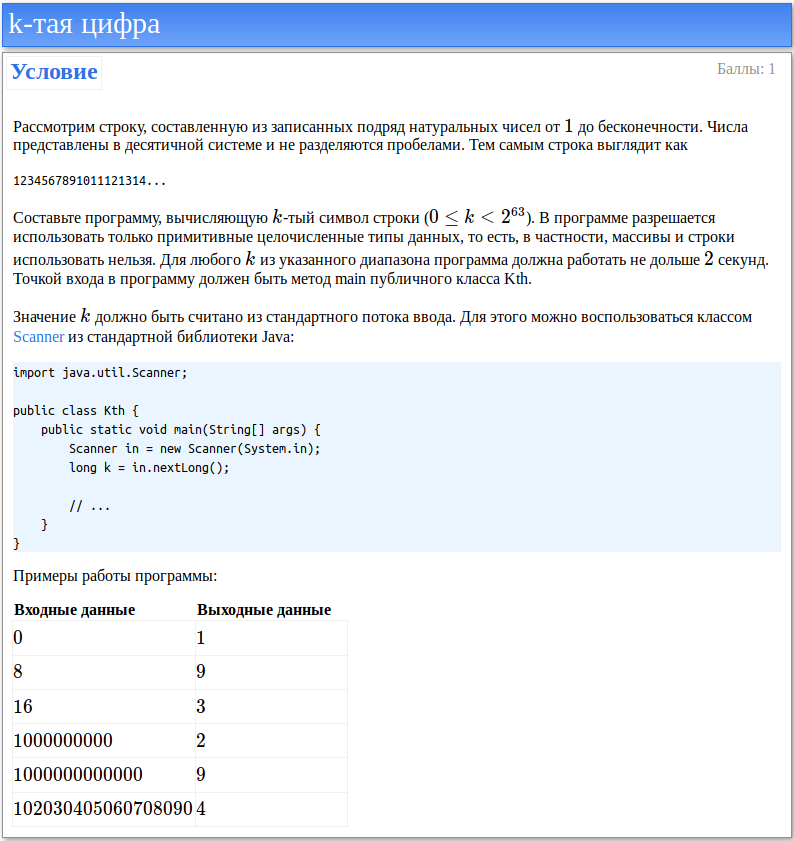 k-тая цифра
Условие
Баллы: 1
Рассмотрим строку, составленную из записанных подряд натуральных чисел от 1 до бесконечности. Числа
представлены в десятичной системе и не разделяются пробелами. Тем самым строка выглядит как
1234567891011121314...
Составьте программу, вычисляющую k-тый символ строки (0 ≤ k < 2^63). В программе разрешается
использовать только примитивные целочисленные типы данных, то есть, в частности, массивы и строки
использовать нельзя. Для любого k из указанного диапазона программа должна работать не дольше 2 секунд.
Точкой входа в программу должен быть метод main публичного класса Kth.
Значение k должно быть считано из стандартного потока ввода. Для этого можно воспользоваться классом
Scanner из стандартной библиотеки Java:
import java.util.Scanner;
public class Kth {
    public static void main(String[] args) {
        Scanner in = new Scanner(System.in);
        long k = in.nextLong();
        // ...
    }
}
Примеры работы программы:
Входные данные Выходные данные
0 1
8 9
16 3
1000000000 2
1000000000000 9
102030405060708090 4